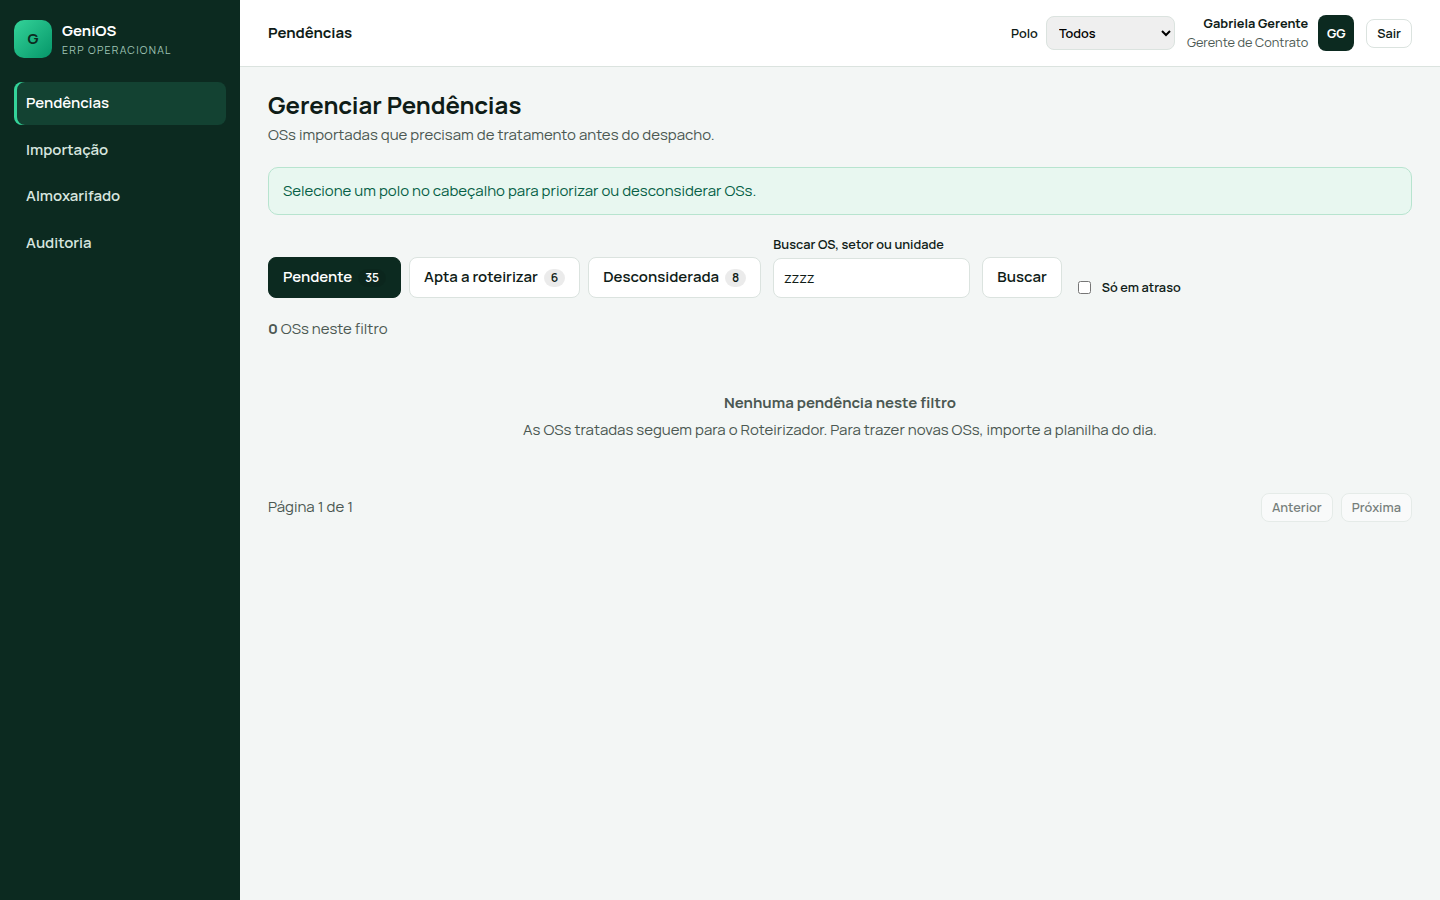 G
GeniOS
ERP OPERACIONAL
Pendências
Importação
Almoxarifado
Auditoria
Pendências
Polo
Todos
Gabriela Gerente
Gerente de Contrato
GG
Sair
Gerenciar Pendências
OSs importadas que precisam de tratamento antes do despacho.
Selecione um polo no cabeçalho para priorizar ou desconsiderar OSs.
Pendente 35
Apta a roteirizar 6
Desconsiderada 8
Buscar OS, setor ou unidade
zzzz
Buscar
Só em atraso
0 OSs neste filtro
Nenhuma pendência neste filtro
As OSs tratadas seguem para o Roteirizador. Para trazer novas OSs, importe a planilha do dia.
Página 1 de 1
Anterior
Próxima